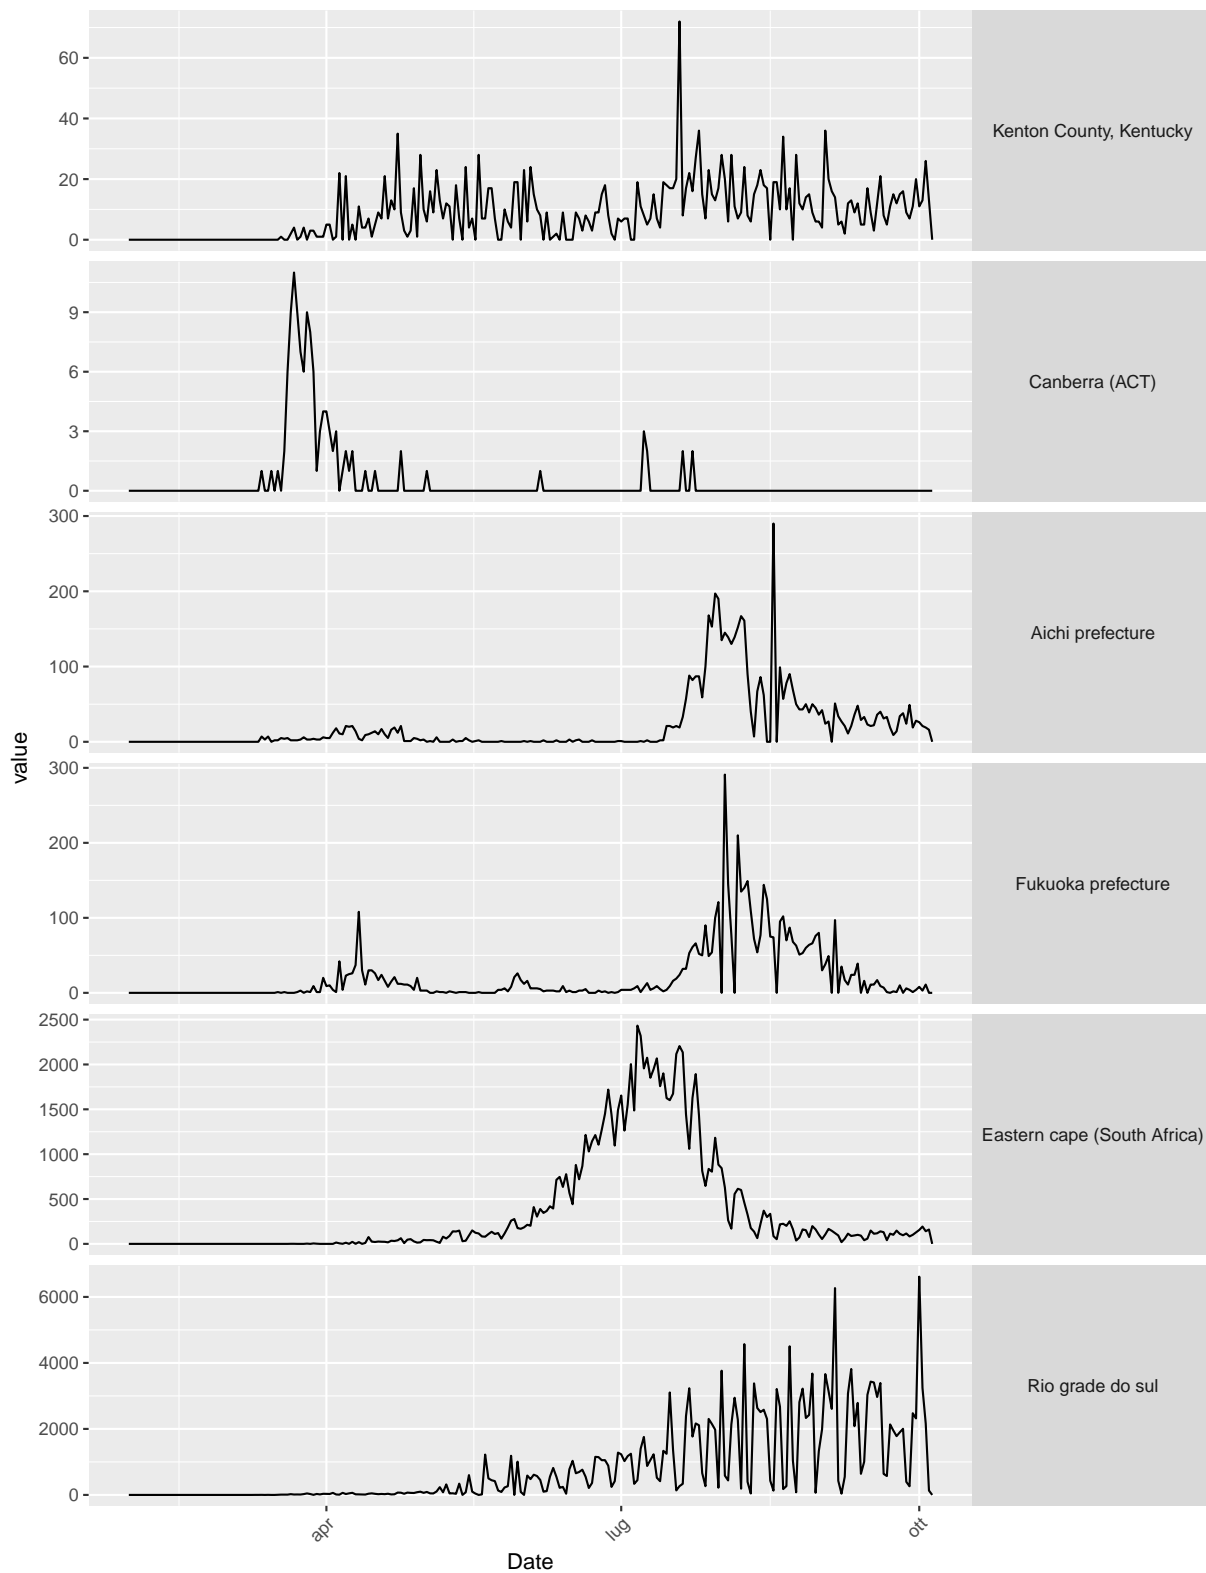 60
40
20
0
Kenton County, Kentucky
9
6
3
0
Canberra (ACT)
300
200
100
0
Aichi prefecture
value
300
200
100
0
Fukuoka prefecture
2500
2000
1500
1000
500
0
Eastern cape (South Africa)
6000
4000
2000
0
Rio grade do sul
apr
lug
ott
Date